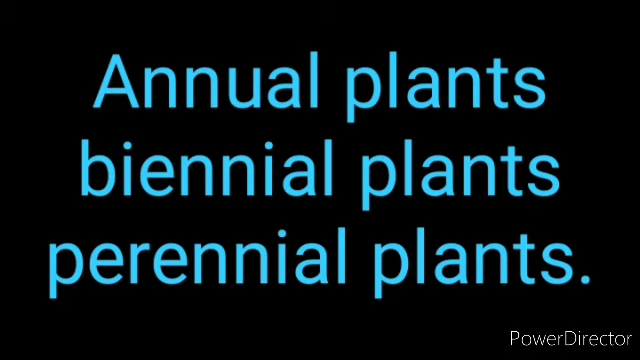 Annual plants
biennial plants
perennial plants.
PowerDirector